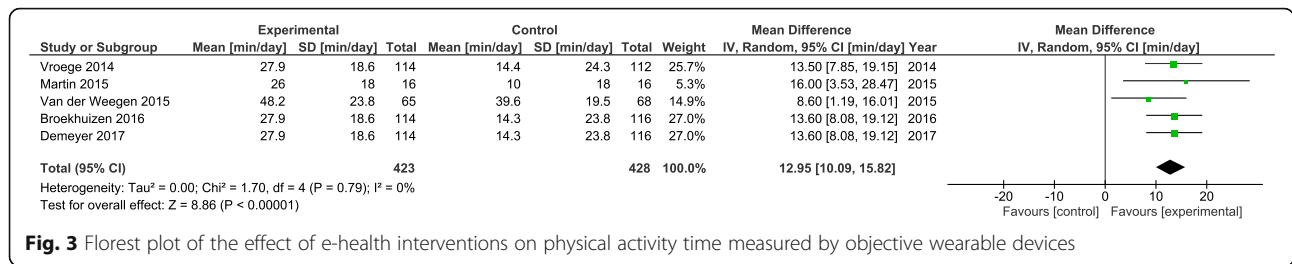 Experimental Control Mean Difference Mean Difference
Study or Subgroup Mean [min/day] SD [min/day] Total Mean [min/day] SD [min/day] Total Weight IV, Random, 95% CI [min/day] Year IV, Random, 95% CI [min/day]
Vroege 2014 27.9 18.6 114 14.4 24.3 112 25.7% 13.50 [7.85, 19.15] 2014
Martin 2015 26 18 16 10 18 16 5.3% 16.00 [3.53, 28.47] 2015
Van der Weegen 2015 48.2 23.8 65 39.6 19.5 68 14.9% 8.60 [1.19, 16.01] 2015
Broekhuizen 2016 27.9 18.6 114 14.3 23.8 116 27.0% 13.60 [8.08, 19.12] 2016
Demeyer 2017 27.9 18.6 114 14.3 23.8 116 27.0% 13.60 [8.08, 19.12] 2017
Total (95% CI) 423 428 100.0% 12.95 [10.09, 15.82]
Heterogeneity: Tau² = 0.00; Chi² = 1.70, df = 4 (P = 0.79); I² = 0%
Test for overall effect: Z = 8.86 (P < 0.00001)
-20 -10 0 10 20
Favours [control] Favours [experimental]
Fig. 3 Florest plot of the effect of e-health interventions on physical activity time measured by objective wearable devices